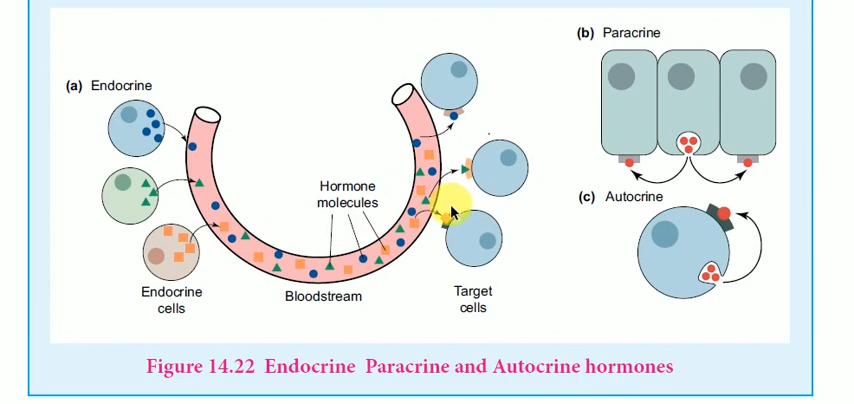 (a) Endocrine
Hormone
molecules
Endocrine
cells
Bloodstream
Target
cells
(b) Paracrine
(c) Autocrine
Figure 14.22 Endocrine Paracrine and Autocrine hormones